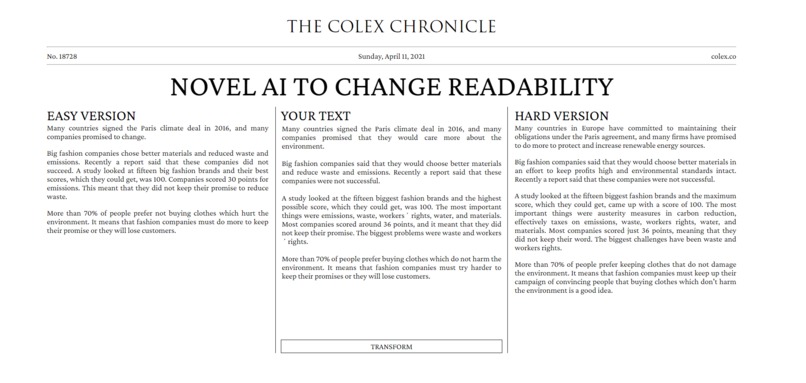 THE COLEX CHRONICLE
No. 18728
Sunday, April 11, 2021
colex.co
NOVEL AI TO CHANGE READABILITY
EASY VERSION
Many countries signed the Paris climate deal in 2016, and many
companies promised to change.
Big fashion companies chose better materials and reduced waste and
emissions. Recently a report said that these companies did not
succeed. A study looked at fifteen big fashion brands and their best
scores, which they could get, was 100. Companies scored 30 points for
emissions. This meant that they did not keep their promise to reduce
waste.
More than 70% of people prefer not buying clothes which hurt the
environment. It means that fashion companies must do more to keep
their promise or they will lose customers.
YOUR TEXT
Many countries signed the Paris climate deal in 2016, and many
companies promised that they would care more about the
environment.
Big fashion companies said that they would choose better materials
and reduce waste and emissions. Recently a report said that these
companies were not successful.
A study looked at the fifteen biggest fashion brands and the highest
possible score, which they could get, was 100. The most important
things were emissions, waste, workers ` rights, water, and materials.
Most companies scored around 36 points, and it meant that they did
not keep their promise. The biggest problems were waste and workers
` rights.
More than 70% of people prefer buying clothes which do not harm the
environment. It means that fashion companies must try harder to
keep their promises or they will lose customers.
TRANSFORM
HARD VERSION
Many countries in Europe have committed to maintaining their
obligations under the Paris agreement, and many firms have promised
to do more to protect and increase renewable energy sources.
Big fashion companies said that they would choose better materials in
an effort to keep profits high and environmental standards intact.
Recently a report said that these companies were not successful.
A study looked at the fifteen biggest fashion brands and the maximum
score, which they could get, came up with a score of 100. The most
important things were austerity measures in carbon reduction,
effectively taxes on emissions, waste, workers rights, water, and
materials. Most companies scored just 36 points, meaning that they
did not keep their word. The biggest challenges have been waste and
workers rights.
More than 70% of people prefer keeping clothes that do not damage
the environment. It means that fashion companies must keep up their
campaign of convincing people that buying clothes which don't harm
the environment is a good idea.